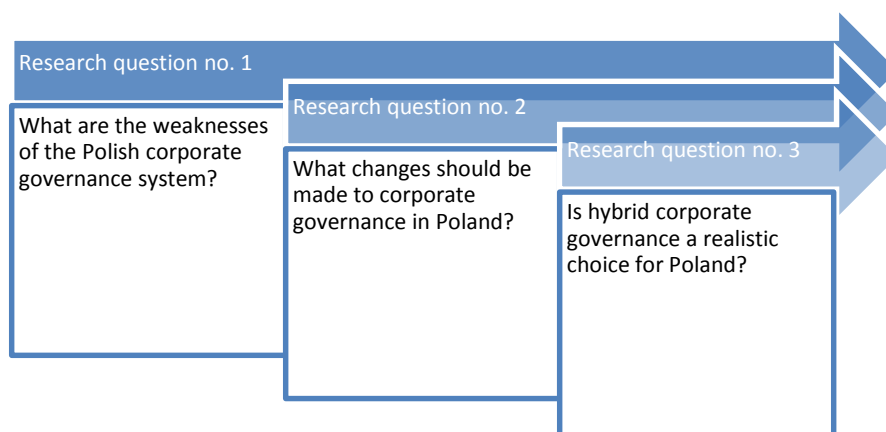 Research question no. 1
What are the weaknesses
of the Polish corporate
governance system?
Research question no. 2
What changes should be
made to corporate
governance in Poland?
Research question no. 3
Is hybrid corporate
governance a realistic
choice for Poland?